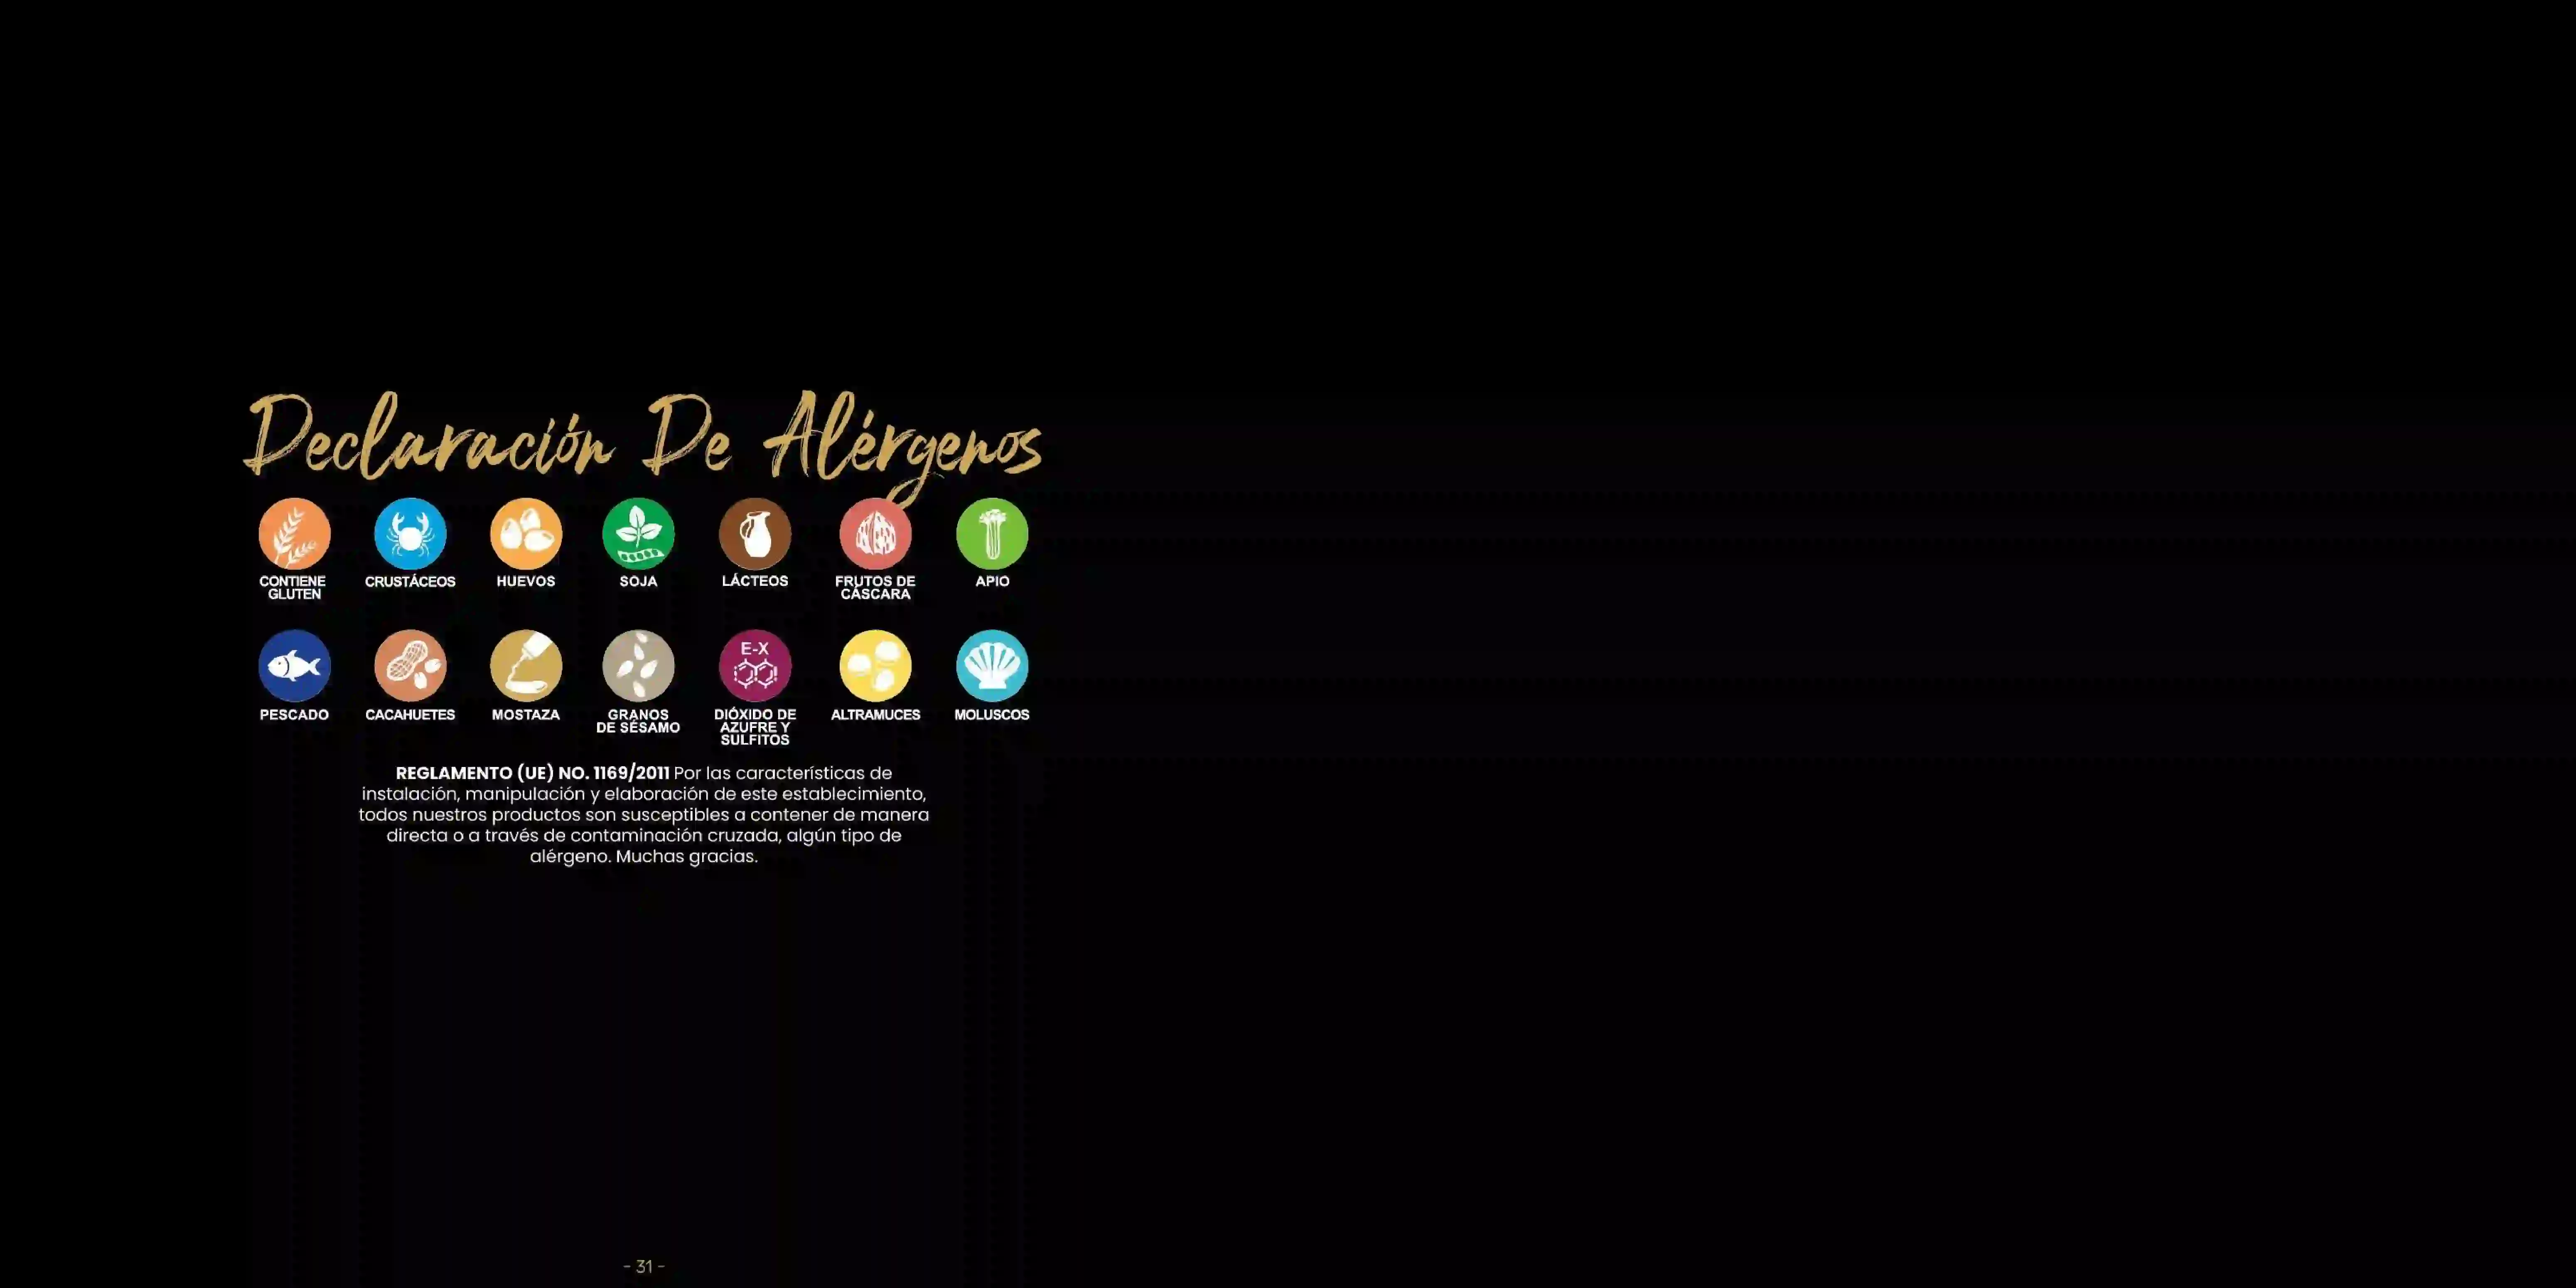 Declaración De Alérgenos
CONTIENE
GLUTEN
CRUSTÁCEOS
HUEVOS
SOJA
LÁCTEOS
FRUTOS DE
CÁSCARA
APIO
PESCADO
CACAHUETES
MOSTAZA
GRANOS
DE SÉSAMO
E-X
DIÓXIDO DE
AZUFRE Y
SULFITOS
ALTRAMUCES
MOLUSCOS
REGLAMENTO (UE) NO. 1169/2011 Por las características de
instalación, manipulación y elaboración de este establecimiento,
todos nuestros productos son susceptibles a contener de manera
directa o a través de contaminación cruzada, algún tipo de
alérgeno. Muchas gracias.
- 31 -